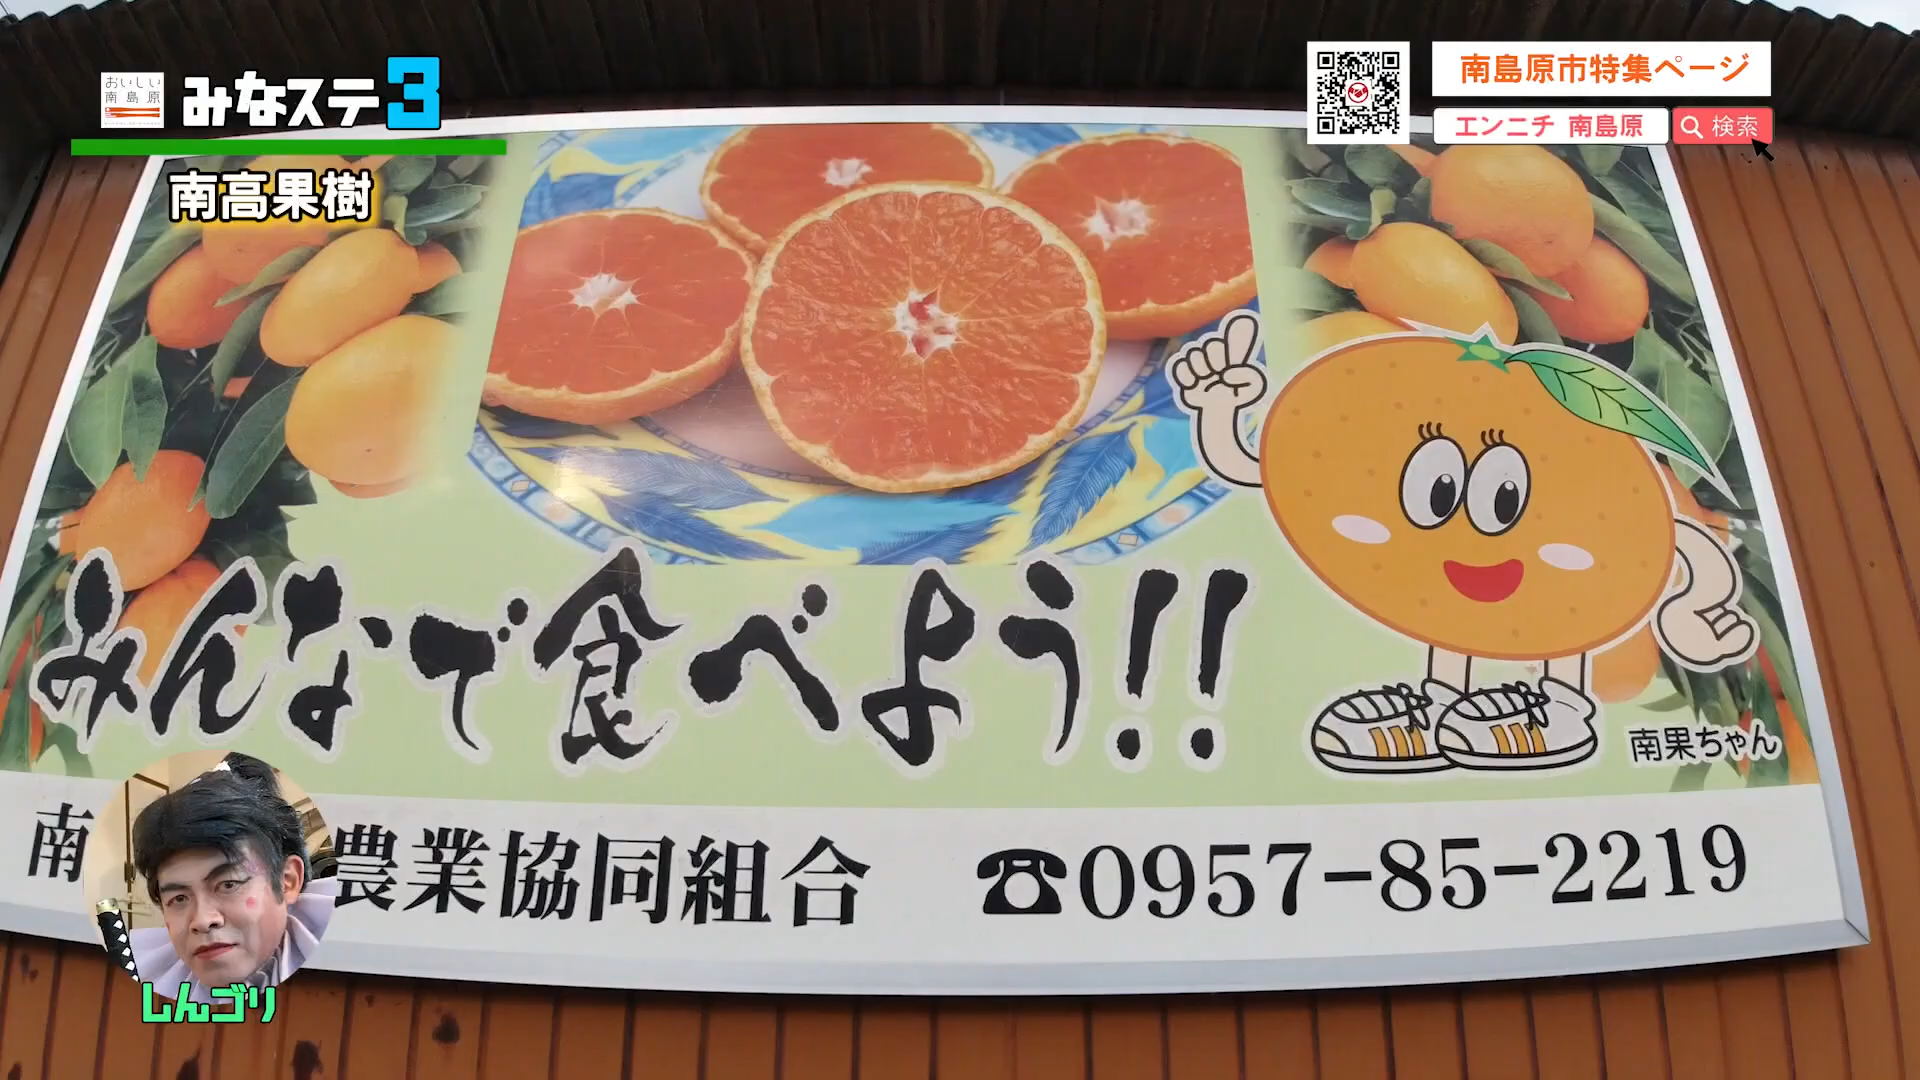 おいしい
南島原
みなステ3
南高果樹
南島原市特集ページ
エンニチ 南島原
検索
みんなで食べよう!!
南果ちゃん
南
農業協同組合
☎0957-85-2219
しんゴリ